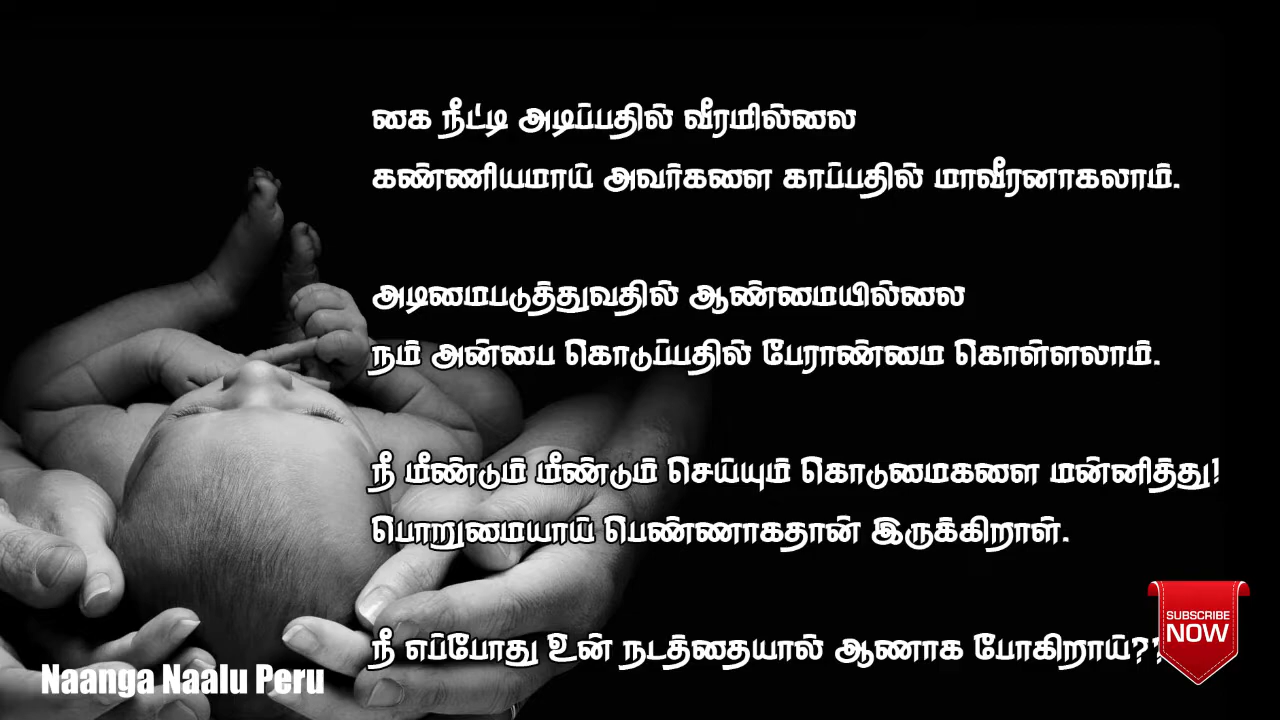 கை நீட்டி அடிப்பதில் வீரமில்லை
கண்ணியமாய் அவர்களை காப்பதில் மாவீரனாகலாம்.
அடிமைபடுத்துவதில் ஆண்மையில்லை
நம் அன்பை கொடுப்பதில் பேராண்மை கொள்ளலாம்.
நீ மீண்டும் மீண்டும் செய்யும் கொடுமைகளை மன்னித்து!
பொறுமையாய் பெண்ணாகதான் இருக்கிறாள்.
நீ எப்போது உன் நடத்தையால் ஆணாக போகிறாய்??
SUBSCRIBE
NOW
Naanga Naalu Peru